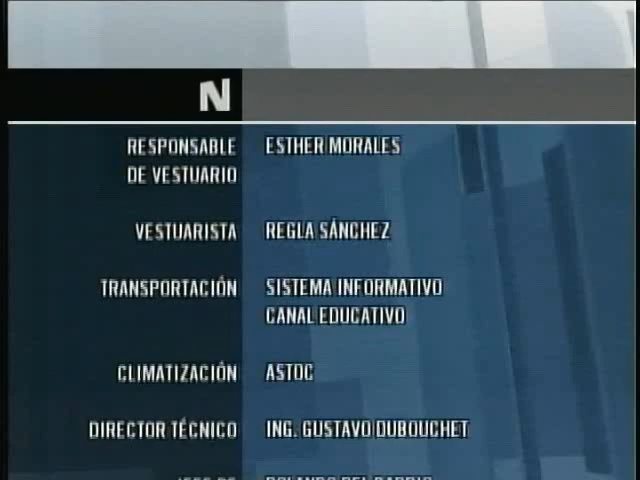 N
RESPONSABLE ESTHER MORALES
DE VESTUARIO
VESTUARISTA REGLA SÁNCHEZ
TRANSPORTACIÓN SISTEMA INFORMATIVO
CANAL EDUCATIVO
CLIMATIZACIÓN ASTOC
DIRECTOR TÉCNICO ING. GUSTAVO DUBOUCHET